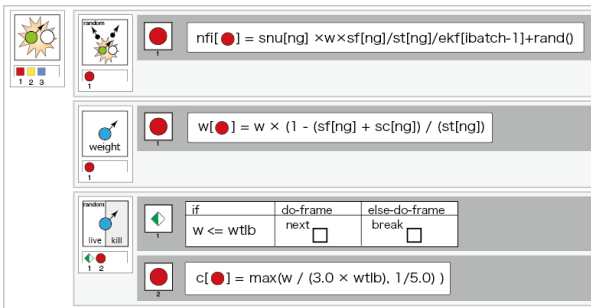 random
1 2 3
1
1
nfi[ ] = snu[ng] ×w×sf[ng]/st[ng]/ekf[ibatch-1]+rand()
weight
1
1
w[ ] = w × (1 - (sf[ng] + sc[ng]) / (st[ng])
random
live kill
1 2
1
if do-frame else-do-frame
w <= wtlb next break
2
c[ ] = max(w / (3.0 × wtlb), 1/5.0) )